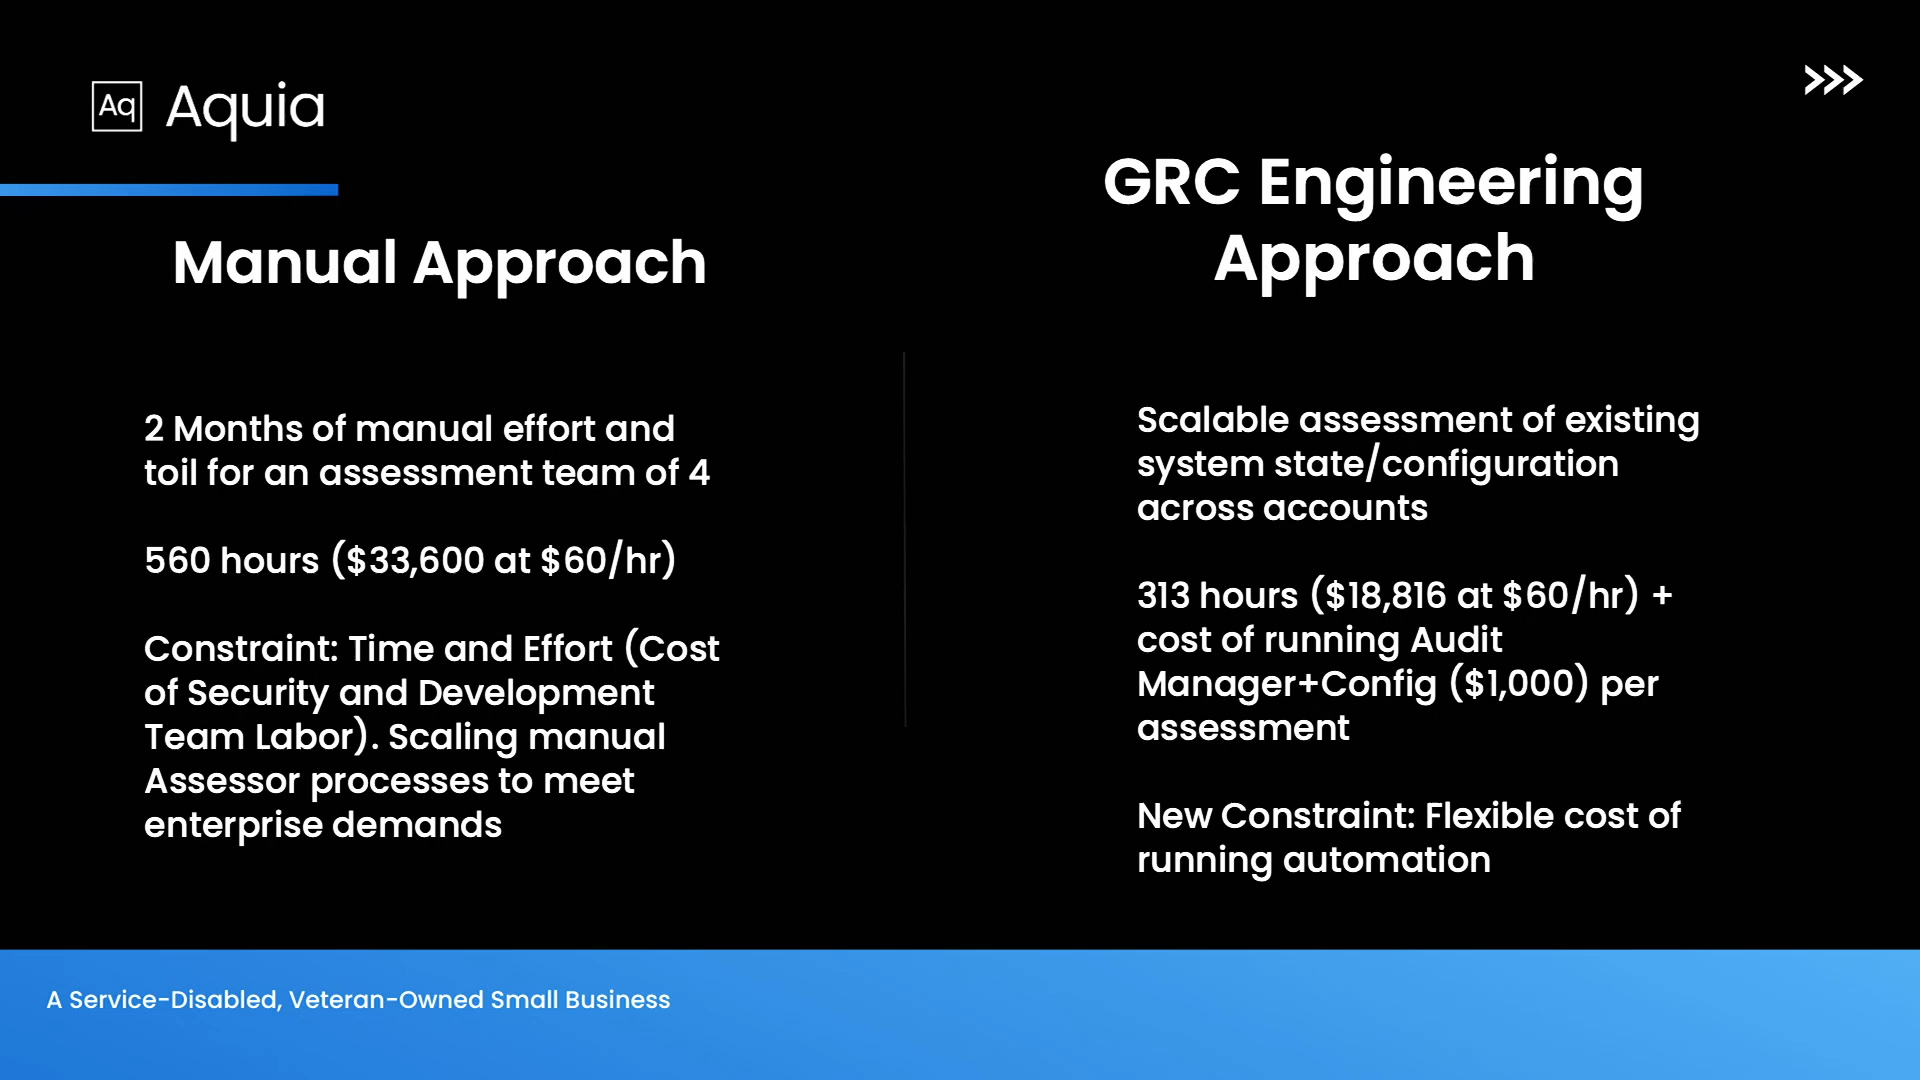 Aq Aquia
Manual Approach
2 Months of manual effort and
toil for an assessment team of 4
560 hours ($33,600 at $60/hr)
Constraint: Time and Effort (Cost
of Security and Development
Team Labor). Scaling manual
Assessor processes to meet
enterprise demands
GRC Engineering
Approach
Scalable assessment of existing
system state/configuration
across accounts
313 hours ($18,816 at $60/hr) +
cost of running Audit
Manager+Config ($1,000) per
assessment
New Constraint: Flexible cost of
running automation
A Service-Disabled, Veteran-Owned Small Business